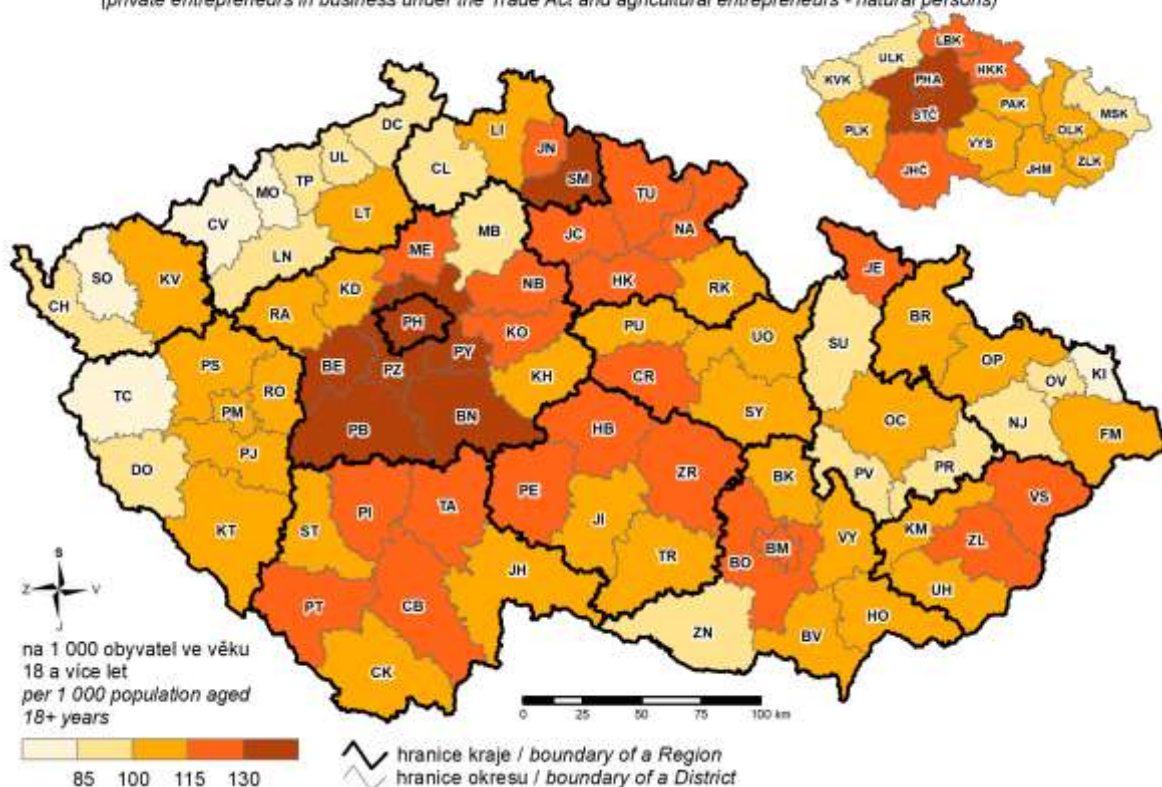 (private entrepreneurs in business under the Trade Act and agricultural entrepreneurs - natural persons)
LBK
ULK
HKK
KVK
PHA
STČ
PAK
MSK
PLK
OLK
VYS
ZLK
JHČ
JHM
DC
LI
JN
UL
CL
SM
TP
MO
TU
CV
LT
MB
JC
NA
ME
LN
SO
KV
NB
HK
JE
CH
KD
RK
RA
PH
BR
PU
KO
UO
SU
PY
BE
PZ
OP
PS
KI
OV
KH
CR
TC
RO
PM
BN
SY
OC
NJ
PB
HB
FM
PJ
DO
PR
PV
ZR
BK
PE
VS
TA
PI
KT
ST
JI
KM
VY
ZL
BM
TR
BO
JH
UH
PT
CB
HO
ZN
BV
CK
S
Z V
J
na 1 000 obyvatel ve věku
18 a více let
per 1 000 population aged
18+ years
85 100 115 130
0 25 50 75 100 km
hranice kraje / boundary of a Region
hranice okresu / boundary of a District